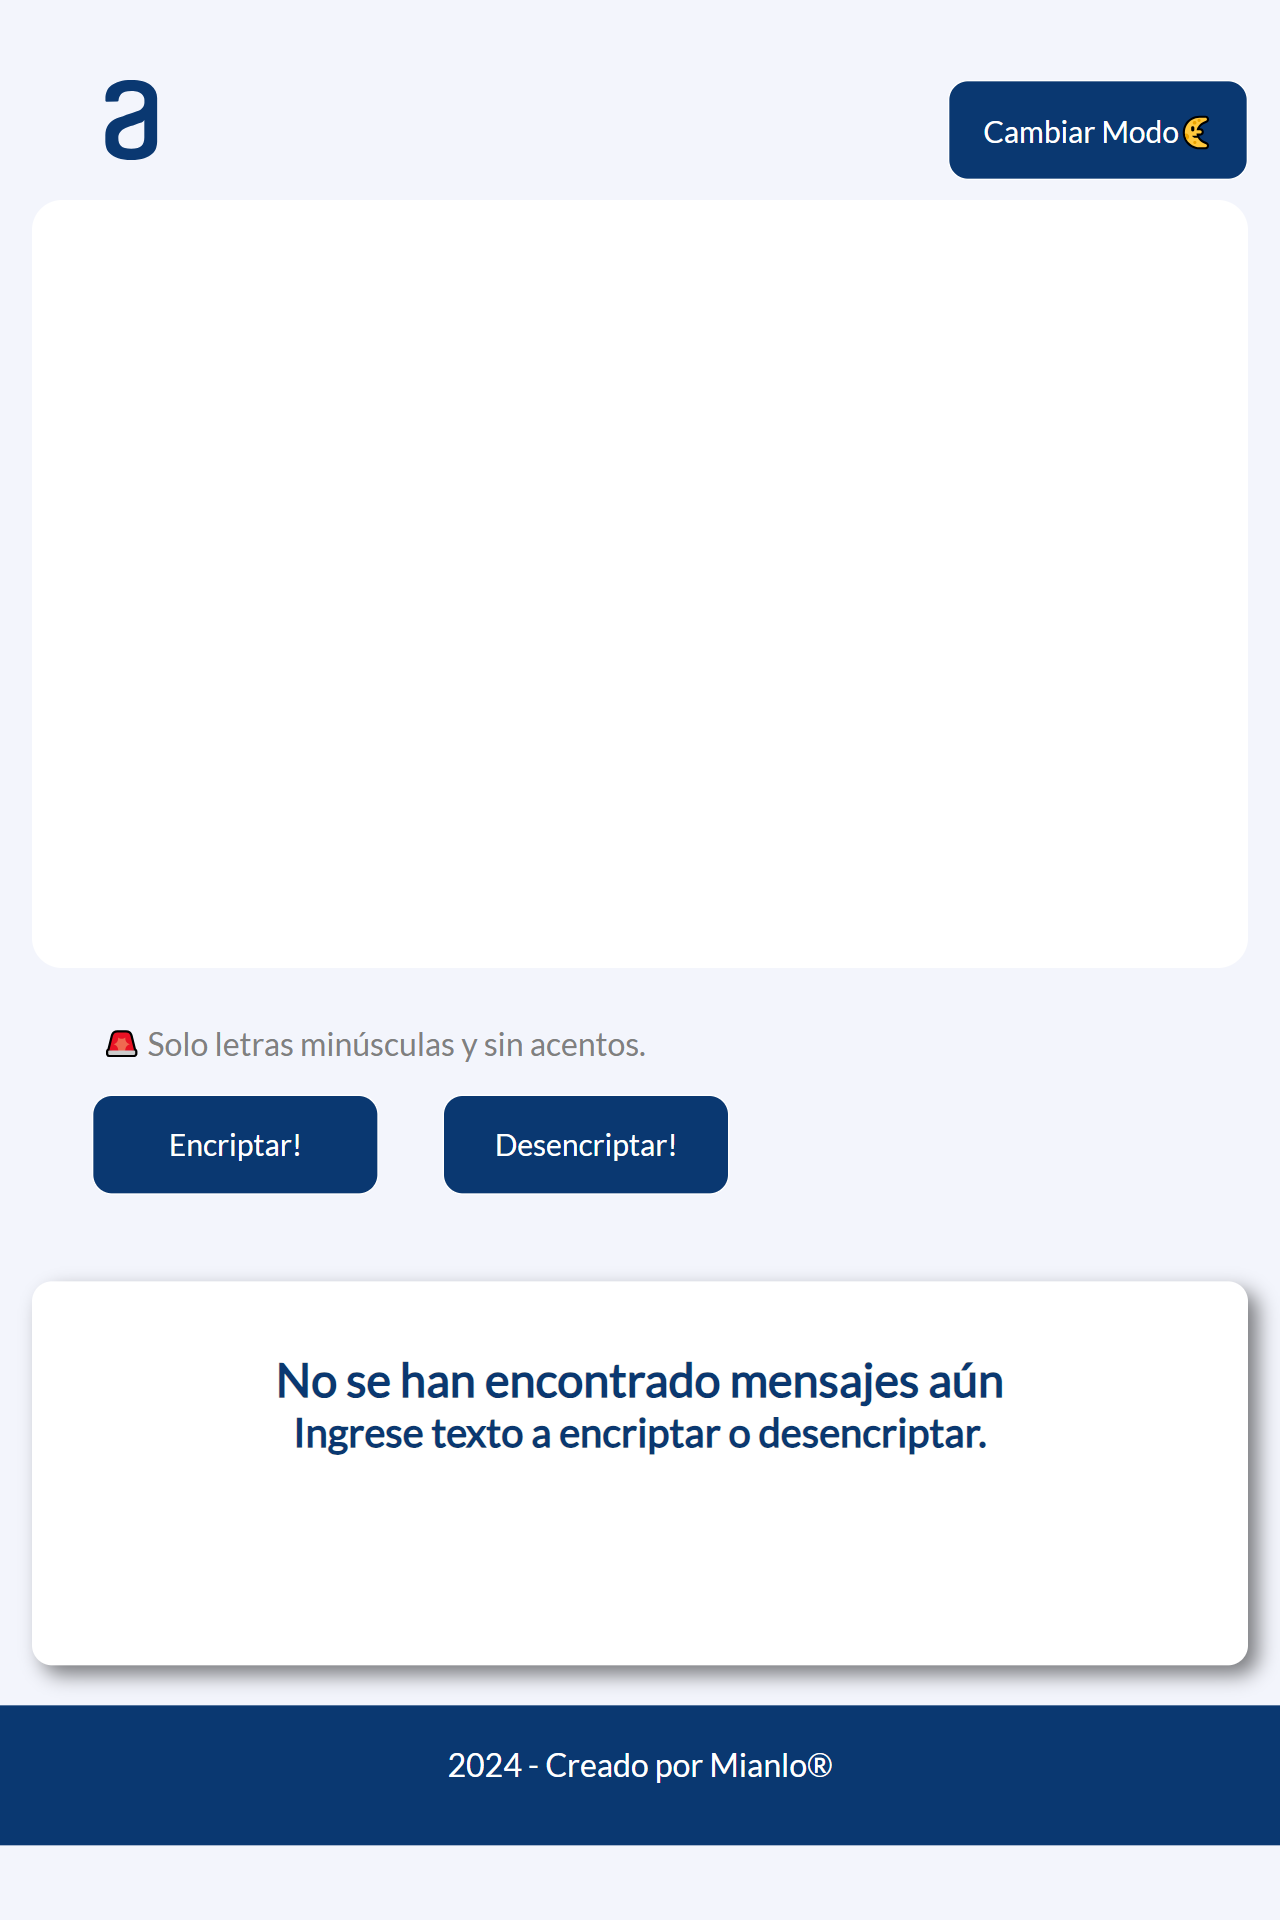 a
Cambiar Modo🌜
🚨 Solo letras minúsculas y sin acentos.
Encriptar!
Desencriptar!
No se han encontrado mensajes aún
Ingrese texto a encriptar o desencriptar.
2024 - Creado por Mianlo®